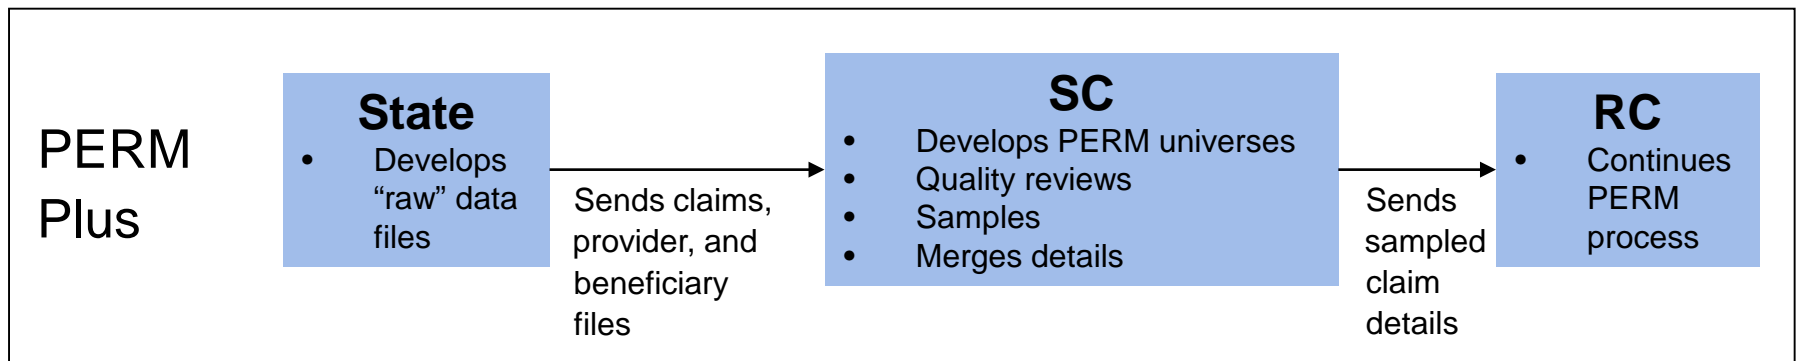 PERM
Plus
State
• Develops
“raw” data
files
Sends claims,
provider, and
beneficiary
files
SC
• Develops PERM universes
• Quality reviews
• Samples
• Merges details
Sends
sampled
claim
details
RC
• Continues
PERM
process